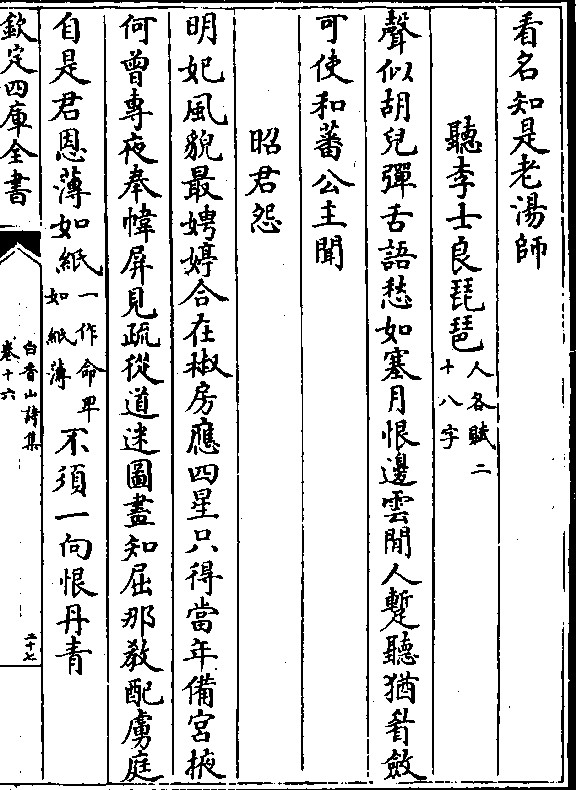 看名知是老湯師
聽李士良琵琶人各賦二十八字
聲似胡兒彈舌語愁如塞月恨邊雲閒人蹔聽猶眉斂
可使和蕃公主聞
昭君怨
明妃風貌最娉婷合在椒房應四星只得當年備宮掖
何曾專夜奉幃屏見疏從道迷圖畫知屈那教配虜庭
自是君恩薄如紙一作命卑如紙薄不須一向恨丹青
欽定四庫全書
白香山詩集
卷十六
二十七